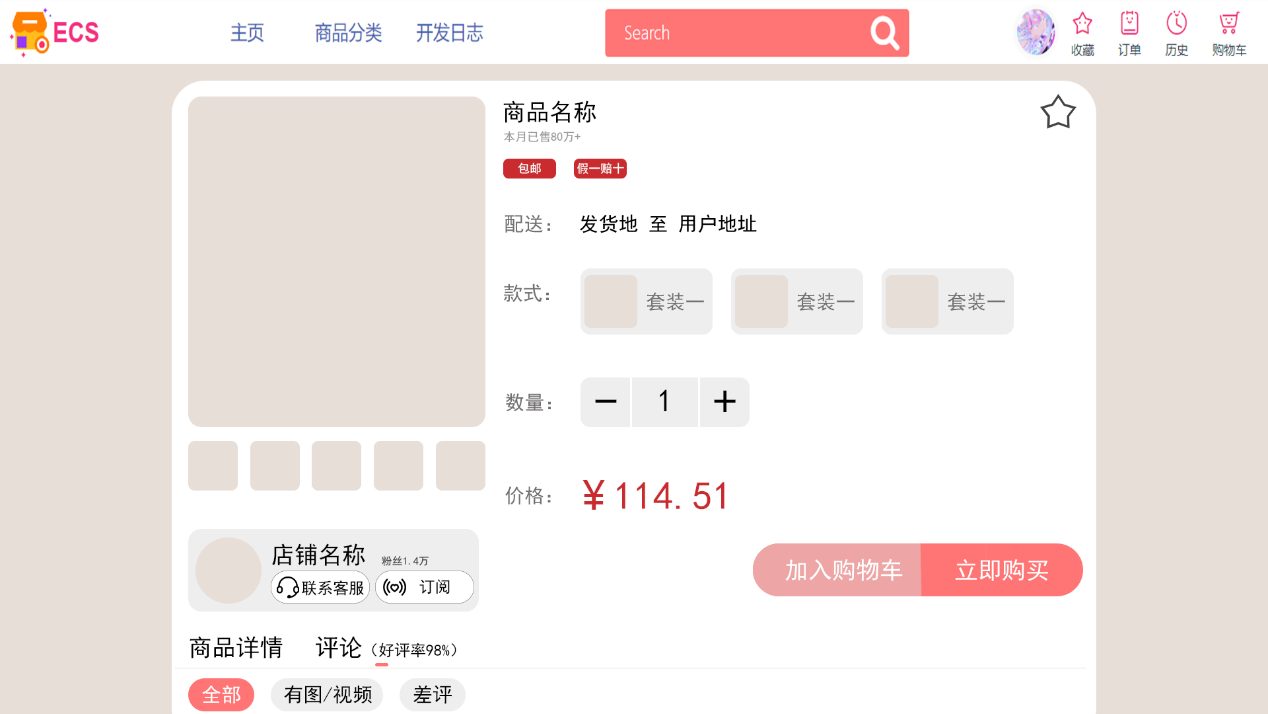 ECS
主页
商品分类
开发日志
Search
收藏
订单
历史
购物车
商品名称
本月已售80万+
包邮
假一赔十
配送：
发货地 至 用户地址
款式：
套装一
套装一
套装一
数量：
1
价格：
¥114.51
店铺名称
粉丝1.4万
联系客服
订阅
加入购物车
立即购买
商品详情
评论（好评率98%）
全部
有图/视频
差评